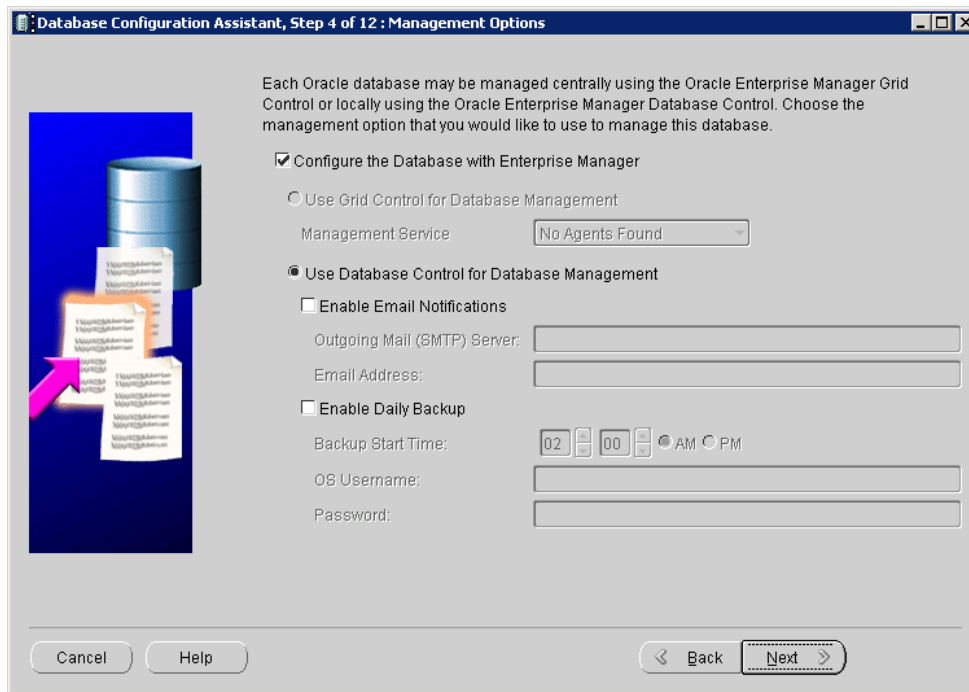 Database Configuration Assistant, Step 4 of 12 : Management Options
Each Oracle database may be managed centrally using the Oracle Enterprise Manager Grid
Control or locally using the Oracle Enterprise Manager Database Control. Choose the
management option that you would like to use to manage this database.
Configure the Database with Enterprise Manager
Use Grid Control for Database Management
Management Service No Agents Found
Use Database Control for Database Management
Enable Email Notifications
Outgoing Mail (SMTP) Server:
Email Address:
Enable Daily Backup
Backup Start Time: 02 00 AM PM
OS Username:
Password:
Cancel Help Back Next